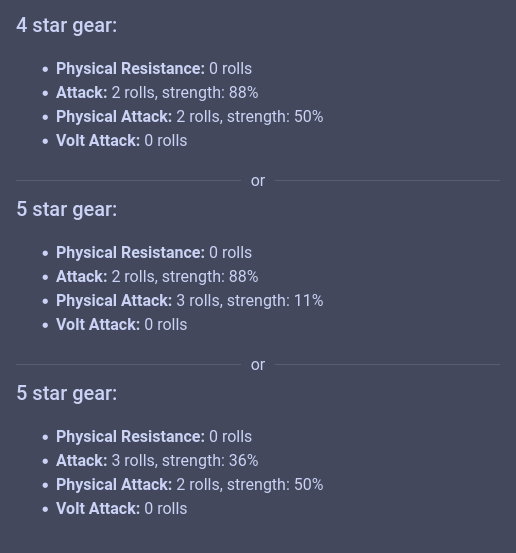 4 star gear:
• Physical Resistance: 0 rolls
• Attack: 2 rolls, strength: 88%
• Physical Attack: 2 rolls, strength: 50%
• Volt Attack: 0 rolls
or
5 star gear:
• Physical Resistance: 0 rolls
• Attack: 2 rolls, strength: 88%
• Physical Attack: 3 rolls, strength: 11%
• Volt Attack: 0 rolls
or
5 star gear:
• Physical Resistance: 0 rolls
• Attack: 3 rolls, strength: 36%
• Physical Attack: 2 rolls, strength: 50%
• Volt Attack: 0 rolls